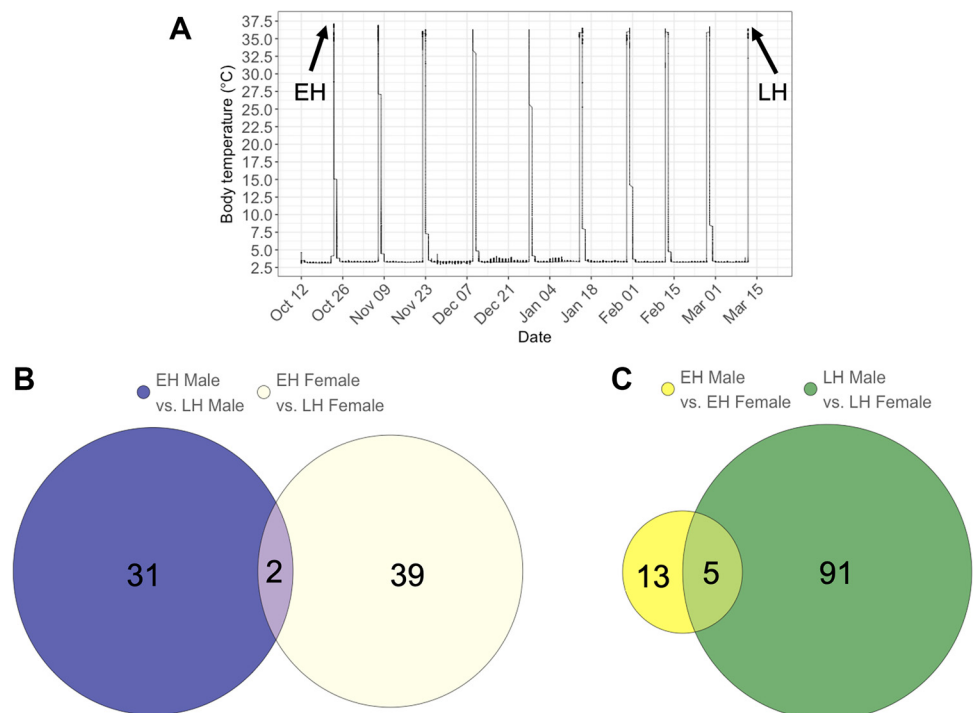 A
Body temperature (°C)
37.5
35.0
32.5
30.0
27.5
25.0
22.5
20.0
17.5
15.0
12.5
10.0
7.5
5.0
2.5
EH
LH
Oct 12
Oct 26
Nov 09
Nov 23
Dec 07
Dec 21
Jan 04
Jan 18
Feb 01
Feb 15
Mar 01
Mar 15
Date
B
EH Male
vs. LH Male
EH Female
vs. LH Female
31
2
39
C
EH Male
vs. EH Female
LH Male
vs. LH Female
13
5
91